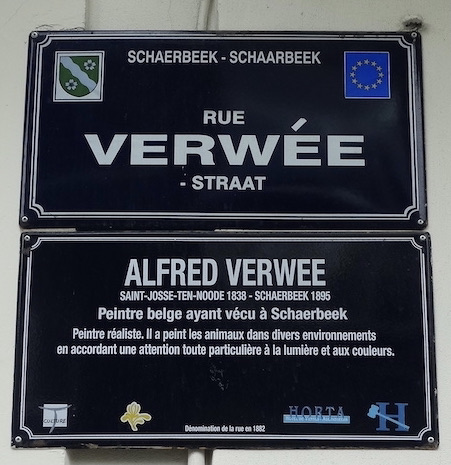 SCHAERBEEK - SCHAARBEEK
RUE
VERWÉE
- STRAAT
ALFRED VERWEE
SAINT-JOSSE-TEN-NOODE 1838 - SCHAERBEEK 1895
Peintre belge ayant vécu à Schaerbeek
Peintre réaliste. Il a peint les animaux dans divers environnements
en accordant une attention toute particulière à la lumière et aux couleurs.
CULTURE
Dénomination de la rue en 1882
HORTA
H